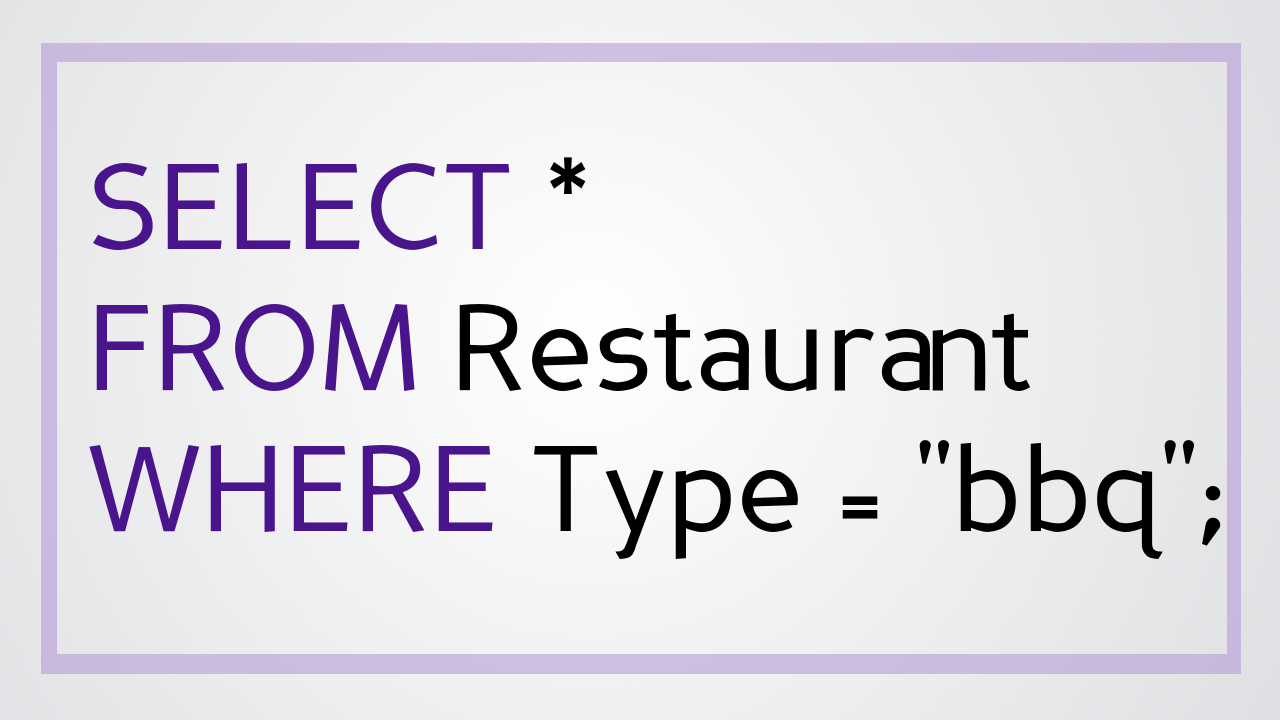 SELECT *
FROM Restaurant
WHERE Type = "bbq";